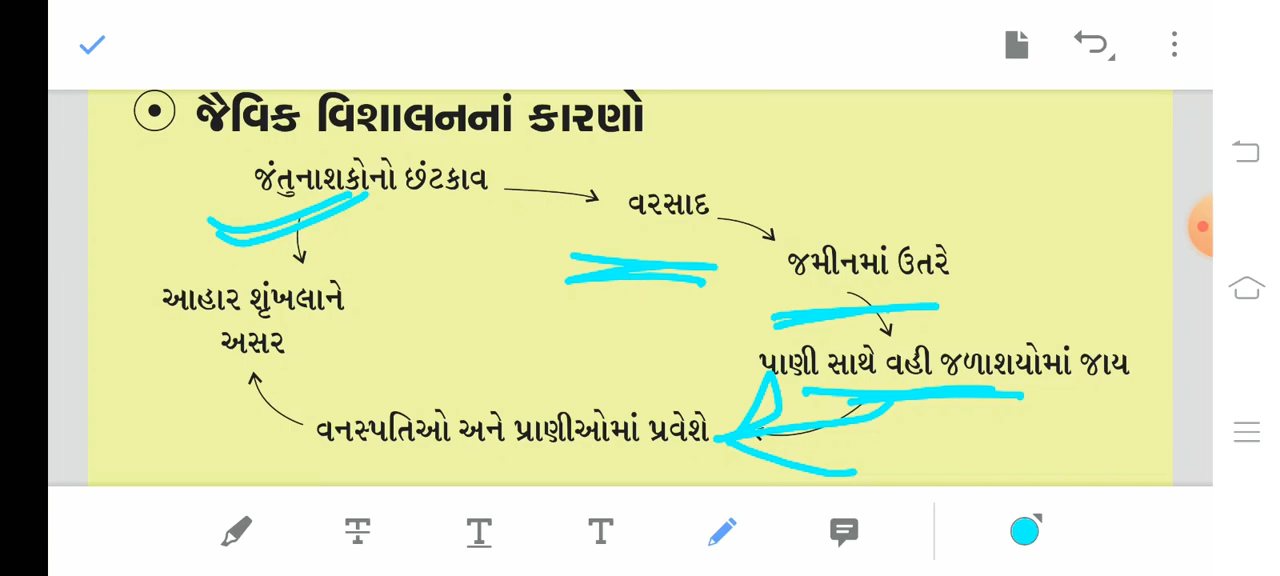 જૈવિક વિશાલનનાં કારણો
જંતુનાશકોનો છંટકાવ
વરસાદ
જમીનમાં ઉતરે
પાણી સાથે વહી જળાશયોમાં જાય
વનસ્પતિઓ અને પ્રાણીઓમાં પ્રવેશે
આહાર શૃંખલાને
અસર